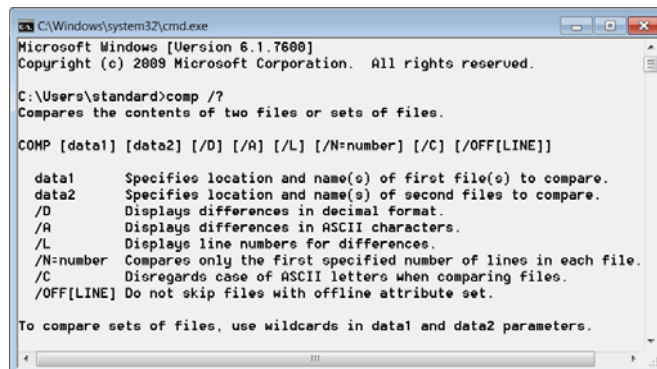 C:\Windows\system32\cmd.exe
Microsoft Windows [Version 6.1.7600]
Copyright (c) 2009 Microsoft Corporation.  All rights reserved.
C:\Users\standard>comp /?
Compares the contents of two files or sets of files.
COMP [data1] [data2] [/D] [/A] [/L] [/N=number] [/C] [/OFF[LINE]]
data1     Specifies location and name(s) of first file(s) to compare.
data2     Specifies location and name(s) of second files to compare.
/D        Displays differences in decimal format.
/A        Displays differences in ASCII characters.
/L        Displays line numbers for differences.
/N=number Compares only the first specified number of lines in each file.
/C        Disregards case of ASCII letters when comparing files.
/OFF[LINE] Do not skip files with offline attribute set.
To compare sets of files, use wildcards in data1 and data2 parameters.